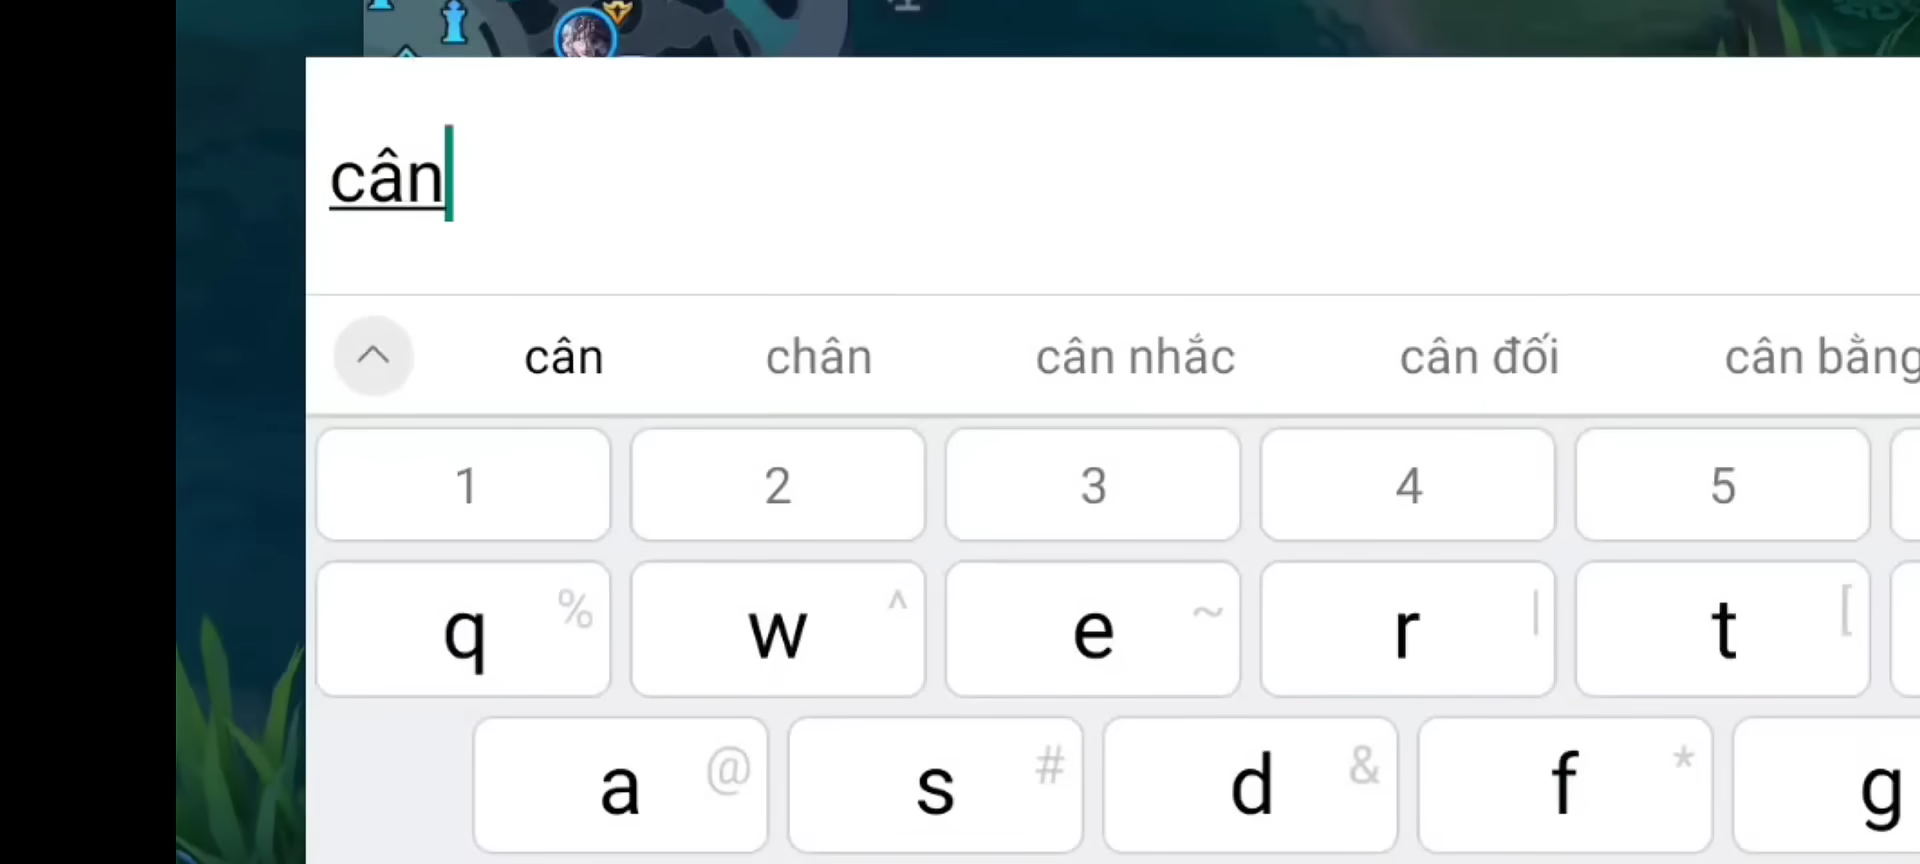 cân
cân chân cân nhắc cân đối cân bằng
1 2 3 4 5
q % w ^ e ~ r | t [
a @ s # d & f * g